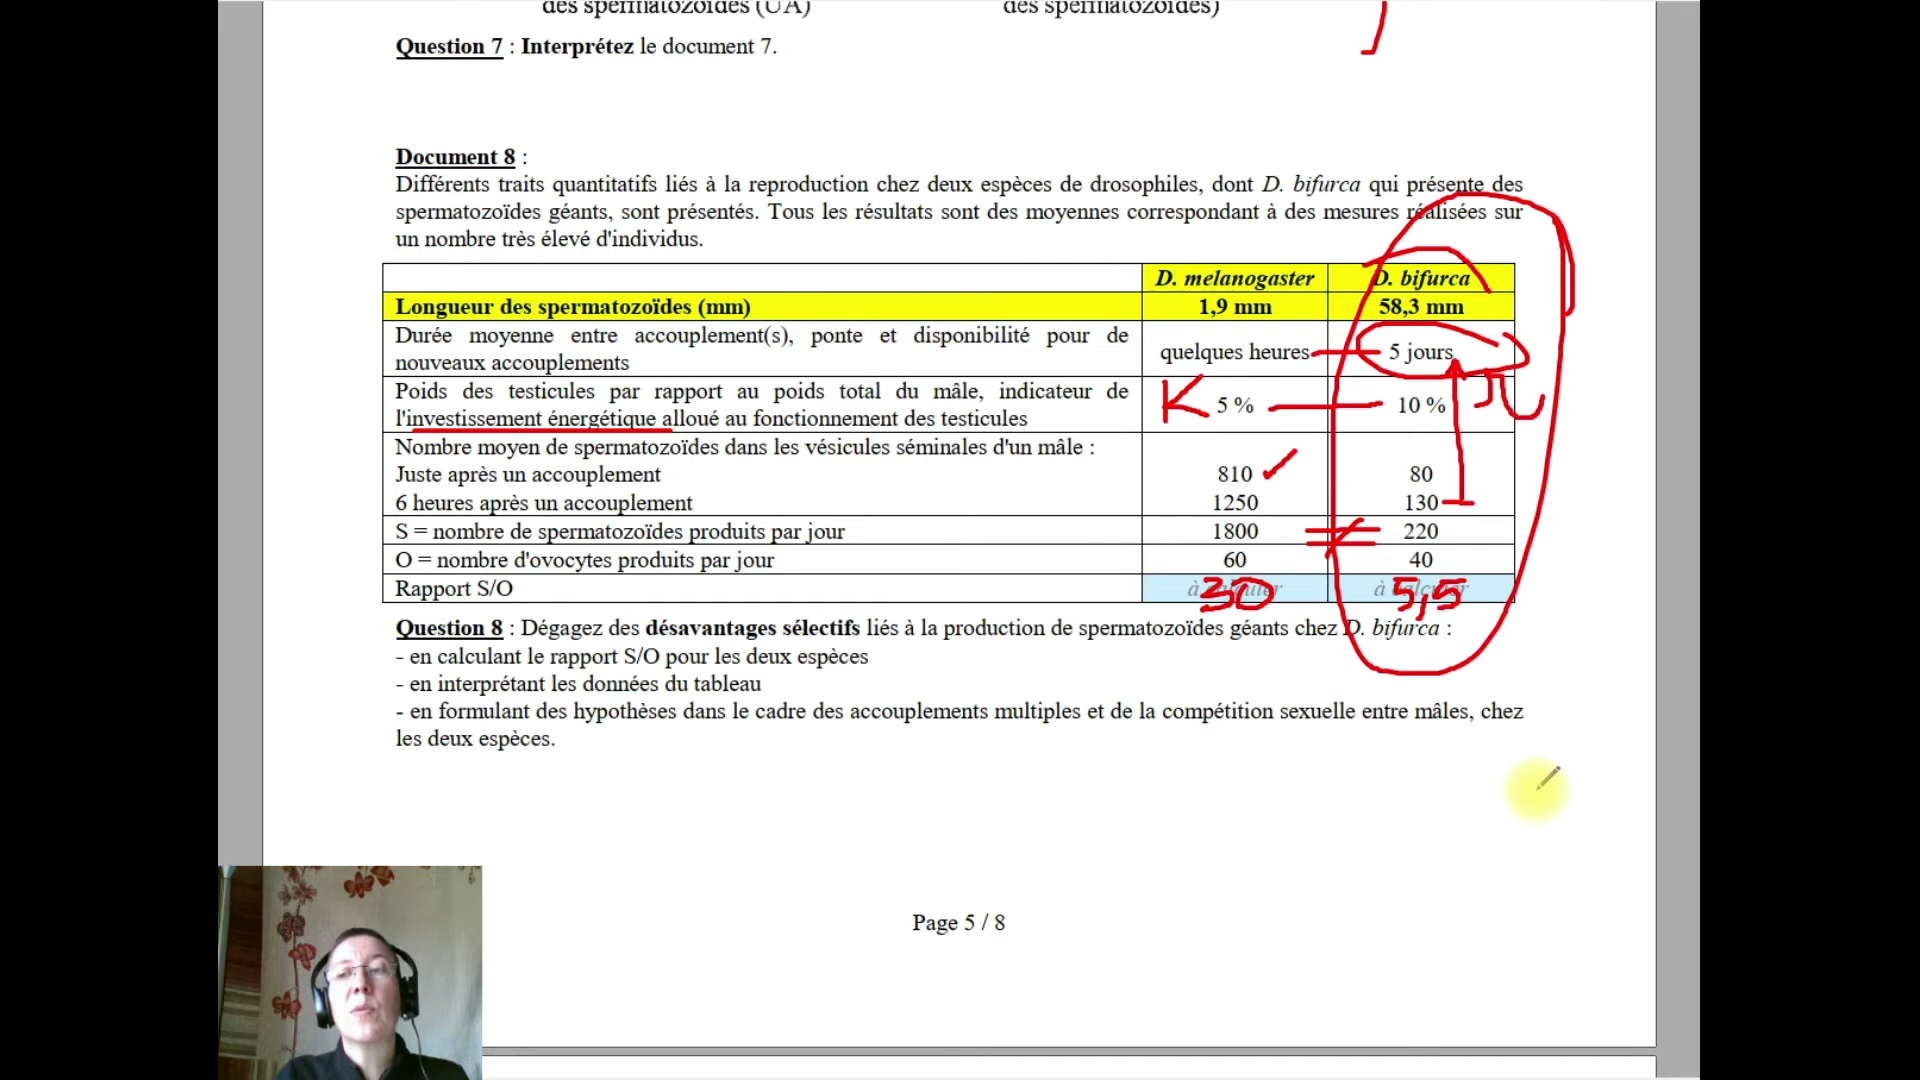 des spermatozoïdes (UA) des spermatozoïdes)
Question 7 : Interprétez le document 7.
Document 8 :
Différents traits quantitatifs liés à la reproduction chez deux espèces de drosophiles, dont D. bifurca qui présente des
spermatozoïdes géants, sont présentés. Tous les résultats sont des moyennes correspondant à des mesures réalisées sur
un nombre très élevé d'individus.
D. melanogaster D. bifurca
Longueur des spermatozoïdes (mm) 1,9 mm 58,3 mm
Durée moyenne entre accouplement(s), ponte et disponibilité pour de
nouveaux accouplements quelques heures 5 jours
Poids des testicules par rapport au poids total du mâle, indicateur de
l'investissement énergétique alloué au fonctionnement des testicules 5 % 10 %
Nombre moyen de spermatozoïdes dans les vésicules séminales d'un mâle :
Juste après un accouplement 810 80
6 heures après un accouplement 1250 130
S = nombre de spermatozoïdes produits par jour 1800 220
O = nombre d'ovocytes produits par jour 60 40
Rapport S/O à calculer 30 à calculer 5,5
Question 8 : Dégagez des désavantages sélectifs liés à la production de spermatozoïdes géants chez D. bifurca :
- en calculant le rapport S/O pour les deux espèces
- en interprétant les données du tableau
- en formulant des hypothèses dans le cadre des accouplements multiples et de la compétition sexuelle entre mâles, chez
les deux espèces.
Page 5 / 8